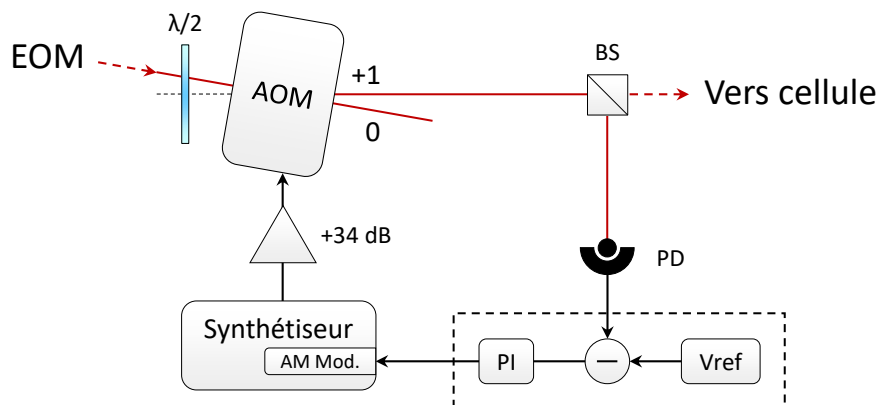 λ/2
BS
EOM
+1
AOM
Vers cellule
0
+34 dB
PD
Synthétiseur
AM Mod.
PI
−
Vref